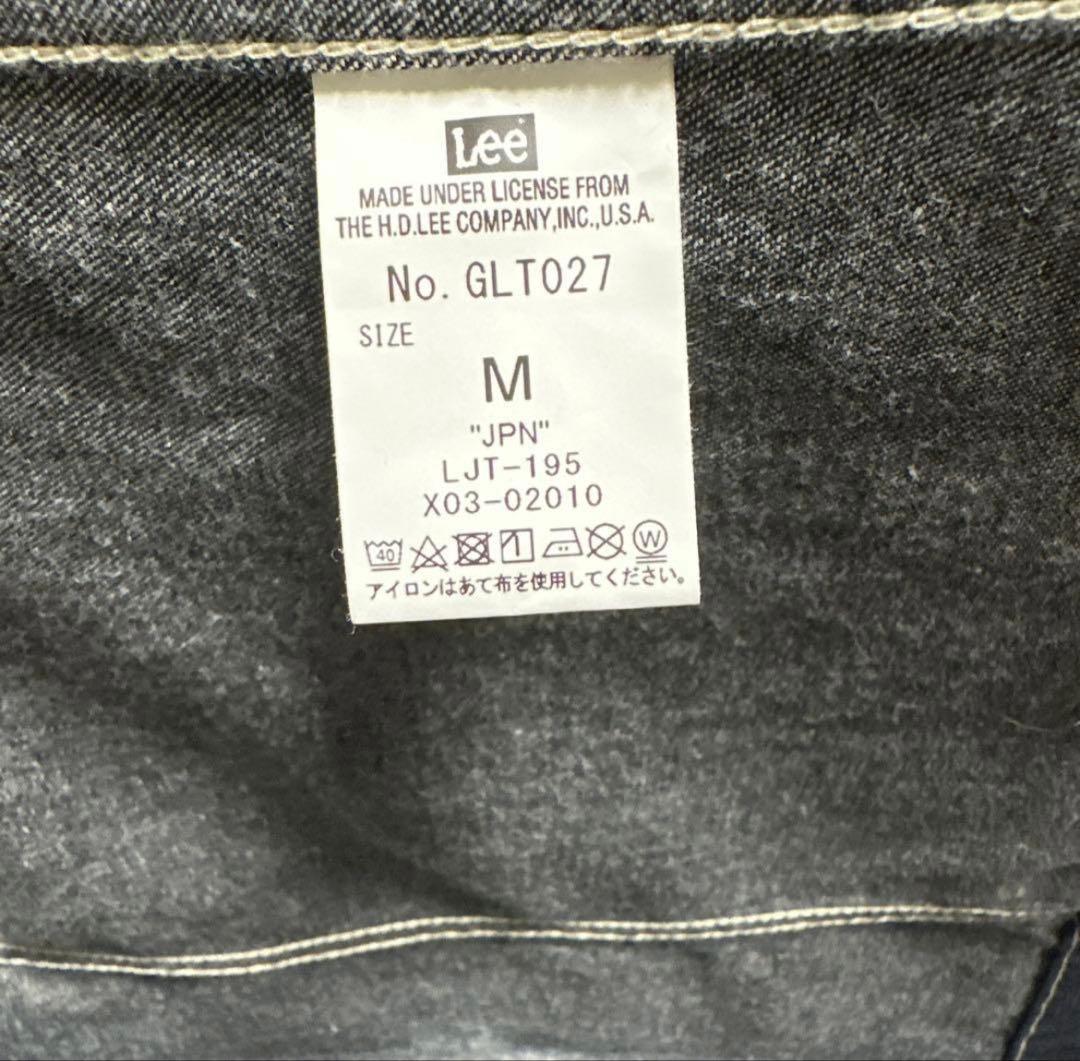 Lee
MADE UNDER LICENSE FROM
THE H.D.LEE COMPANY,INC.,U.S.A.
No. GLT027
SIZE
M
"JPN"
LJT-195
X03-02010
40 W
アイロンはあて布を使用してください。